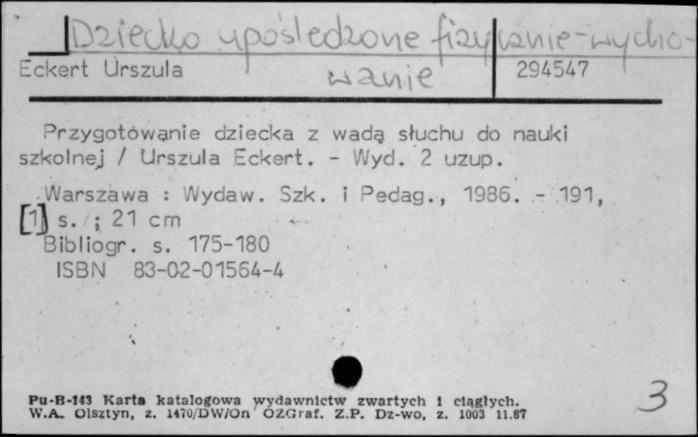 Dziecko upośledzone fizycznie - wycho-
wanie
Eckert Urszula 294547
Przygotowanie dziecka z wadą słuchu do nauki
szkolnej / Urszula Eckert. - Wyd. 2 uzup.
Warszawa : Wydaw. Szk. i Pedag., 1986. - 191,
[1] s. ; 21 cm
Bibliogr. s. 175-180
ISBN 83-02-01564-4
Pu-B-143 Karta katalogowa wydawnictw zwartych i ciągłych.
W.A. Olsztyn, z. 1470/DW/On OZGraf. Z.P. Dz-wo, z. 1003 11.87
3